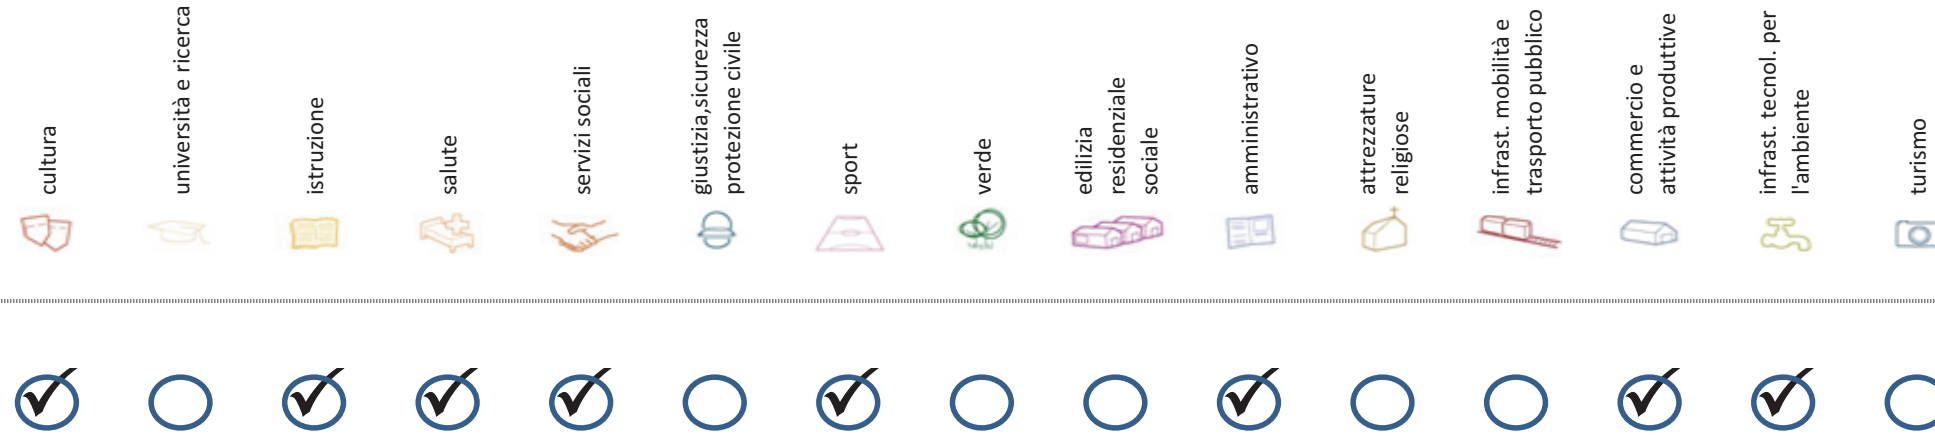 cultura
università e ricerca
istruzione
salute
servizi sociali
giustizia,sicurezza
protezione civile
sport
verde
edilizia
residenziale
sociale
amministrativo
attrezzature
religiose
infrast. mobilità e
trasporto pubblico
commercio e
attività produttive
infrast. tecnol. per
l'ambiente
turismo